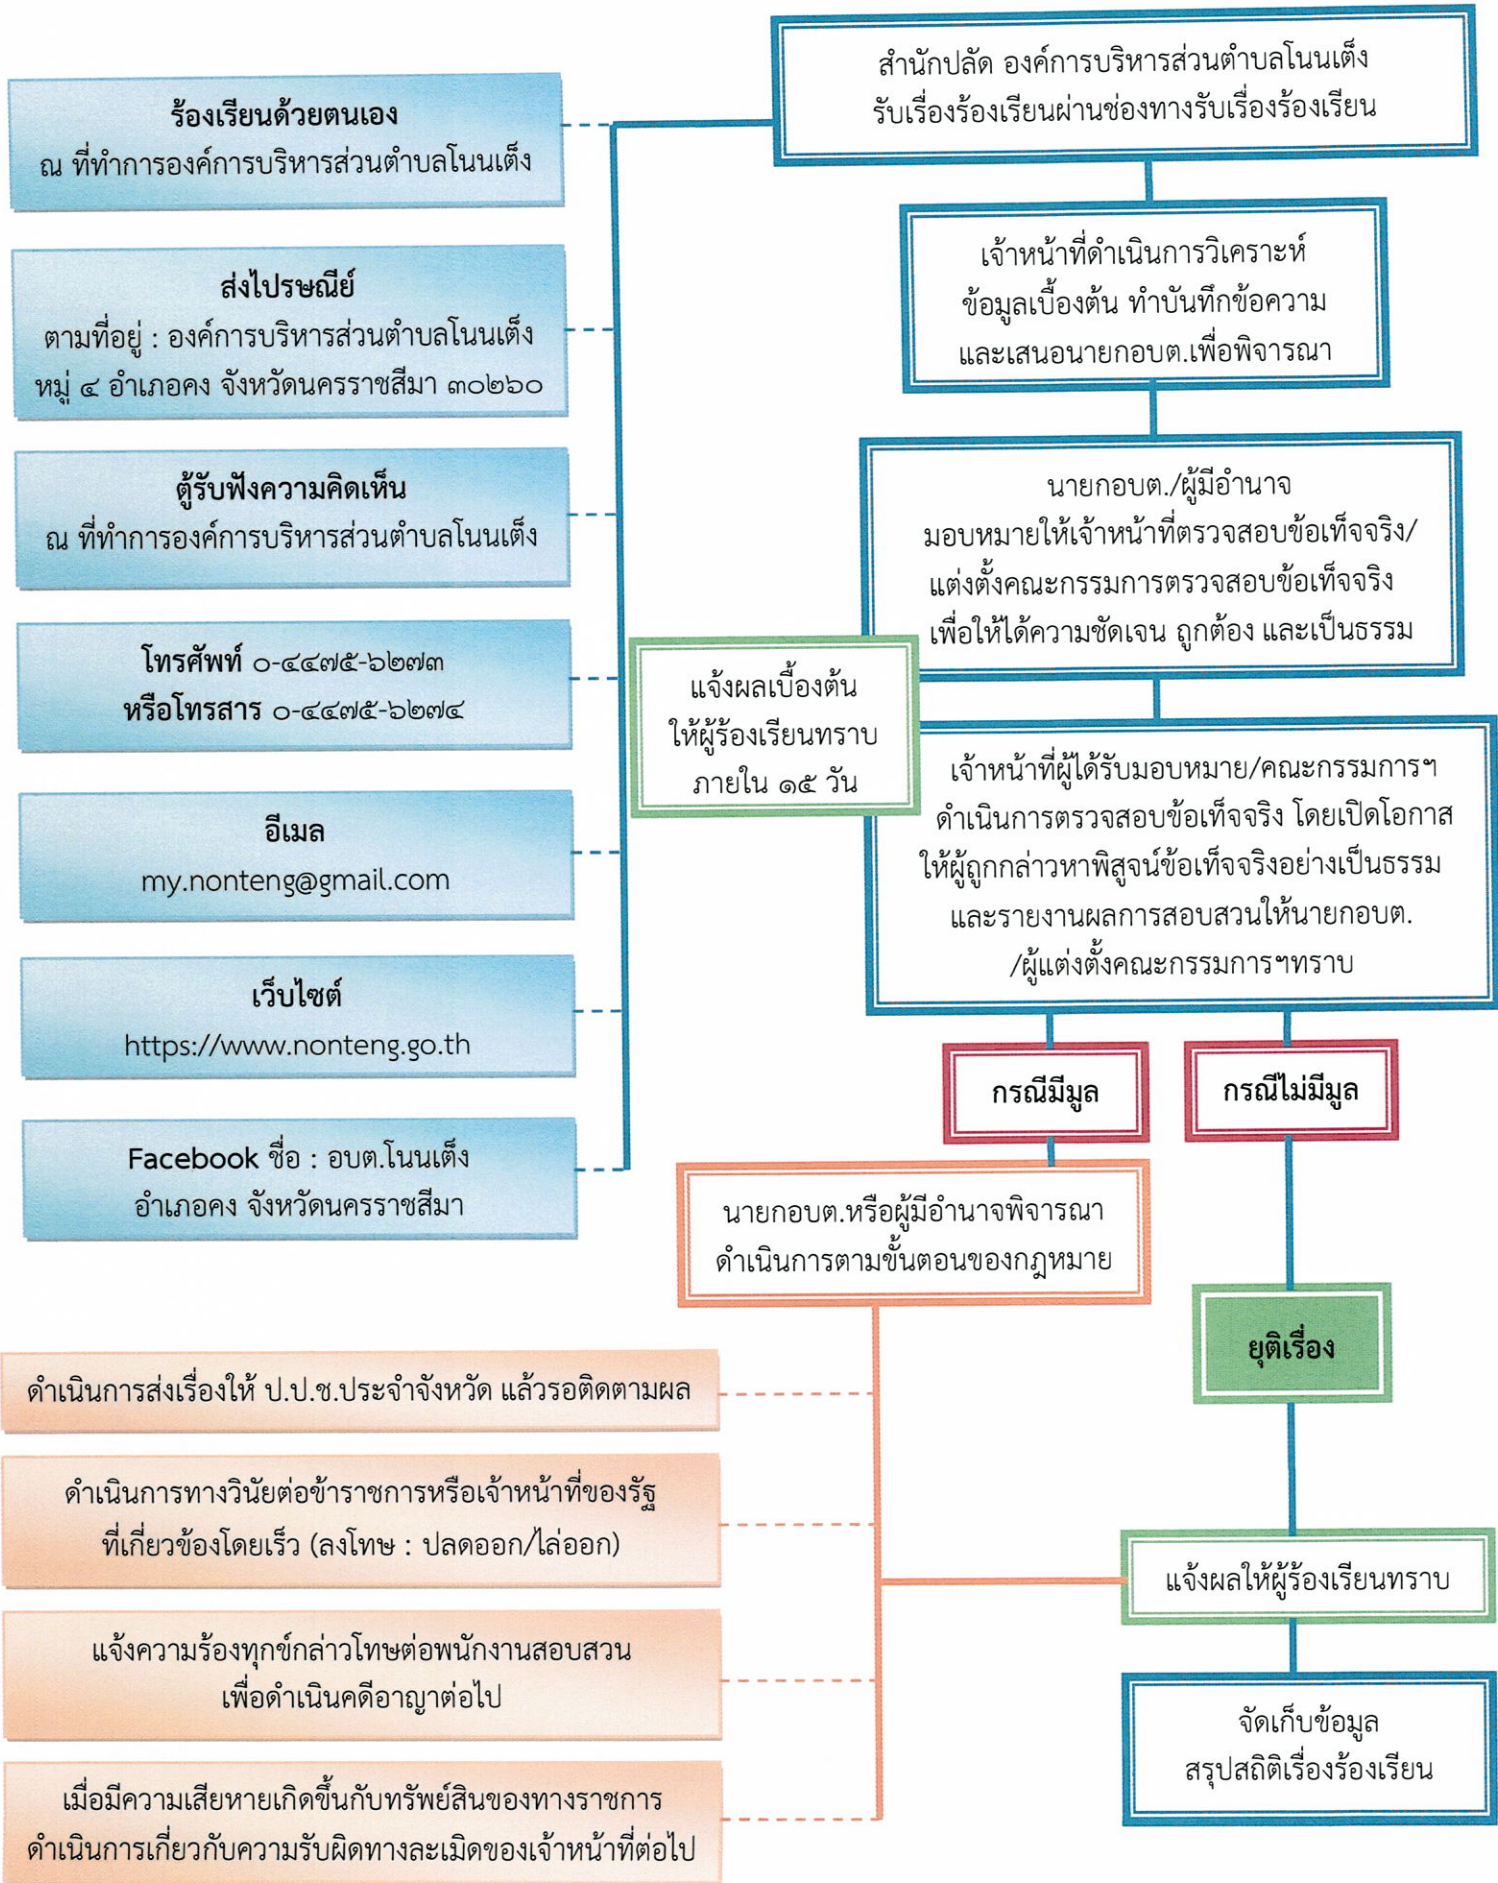 สำนักปลัด องค์การบริหารส่วนตำบลโนนเต็ง
รับเรื่องร้องเรียนผ่านช่องทางรับเรื่องร้องเรียน
ร้องเรียนด้วยตนเอง
ณ ที่ทำการองค์การบริหารส่วนตำบลโนนเต็ง
ส่งไปรษณีย์
ตามที่อยู่ : องค์การบริหารส่วนตำบลโนนเต็ง
หมู่ ๔ อำเภอคง จังหวัดนครราชสีมา ๓๐๒๖๐
ตู้รับฟังความคิดเห็น
ณ ที่ทำการองค์การบริหารส่วนตำบลโนนเต็ง
โทรศัพท์ ๐-๔๔๗๕-๖๒๗๓
หรือโทรสาร ๐-๔๔๗๕-๖๒๗๔
อีเมล
my.nonteng@gmail.com
เว็บไซต์
https://www.nonteng.go.th
Facebook ชื่อ : อบต.โนนเต็ง
อำเภอคง จังหวัดนครราชสีมา
เจ้าหน้าที่ดำเนินการวิเคราะห์
ข้อมูลเบื้องต้น ทำบันทึกข้อความ
และเสนอนายกอบต.เพื่อพิจารณา
นายกอบต./ผู้มีอำนาจ
มอบหมายให้เจ้าหน้าที่ตรวจสอบข้อเท็จจริง/
แต่งตั้งคณะกรรมการตรวจสอบข้อเท็จจริง
เพื่อให้ได้ความชัดเจน ถูกต้อง และเป็นธรรม
แจ้งผลเบื้องต้น
ให้ผู้ร้องเรียนทราบ
ภายใน ๑๕ วัน
เจ้าหน้าที่ผู้ได้รับมอบหมาย/คณะกรรมการฯ
ดำเนินการตรวจสอบข้อเท็จจริง โดยเปิดโอกาส
ให้ผู้ถูกกล่าวหาพิสูจน์ข้อเท็จจริงอย่างเป็นธรรม
และรายงานผลการสอบสวนให้นายกอบต.
/ผู้แต่งตั้งคณะกรรมการฯทราบ
กรณีมีมูล
กรณีไม่มีมูล
นายกอบต.หรือผู้มีอำนาจพิจารณา
ดำเนินการตามขั้นตอนของกฎหมาย
ยุติเรื่อง
ดำเนินการส่งเรื่องให้ ป.ป.ช.ประจำจังหวัด แล้วรอติดตามผล
ดำเนินการทางวินัยต่อข้าราชการหรือเจ้าหน้าที่ของรัฐ
ที่เกี่ยวข้องโดยเร็ว (ลงโทษ : ปลดออก/ไล่ออก)
แจ้งความร้องทุกข์กล่าวโทษต่อพนักงานสอบสวน
เพื่อดำเนินคดีอาญาต่อไป
เมื่อมีความเสียหายเกิดขึ้นกับทรัพย์สินของทางราชการ
ดำเนินการเกี่ยวกับความรับผิดทางละเมิดของเจ้าหน้าที่ต่อไป
แจ้งผลให้ผู้ร้องเรียนทราบ
จัดเก็บข้อมูล
สรุปสถิติเรื่องร้องเรียน